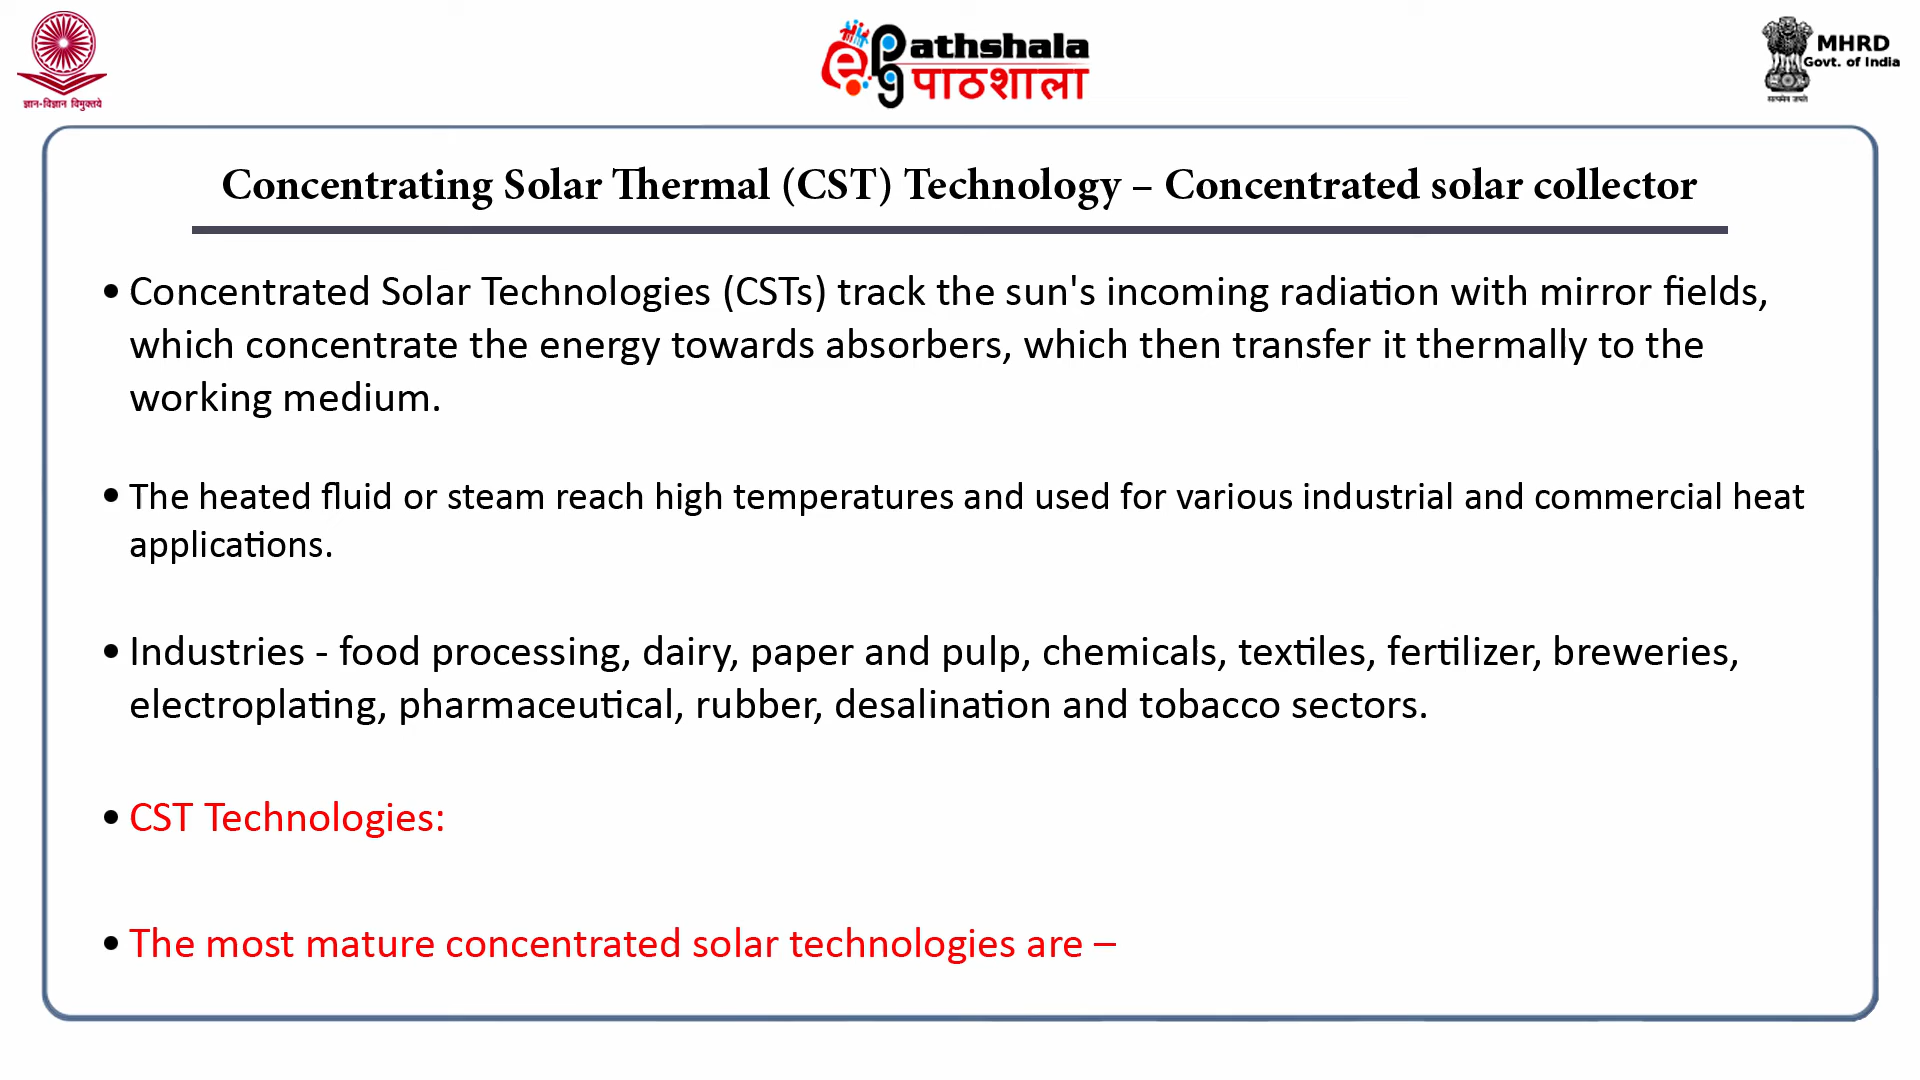 ज्ञान-विज्ञान विमुक्तये
ePGpathshala
पाठशाला
MHRD
Govt. of India
सत्यमेव जयते
Concentrating Solar Thermal (CST) Technology – Concentrated solar collector
• Concentrated Solar Technologies (CSTs) track the sun's incoming radiation with mirror fields,
which concentrate the energy towards absorbers, which then transfer it thermally to the
working medium.
• The heated fluid or steam reach high temperatures and used for various industrial and commercial heat
applications.
• Industries - food processing, dairy, paper and pulp, chemicals, textiles, fertilizer, breweries,
electroplating, pharmaceutical, rubber, desalination and tobacco sectors.
• CST Technologies:
• The most mature concentrated solar technologies are –